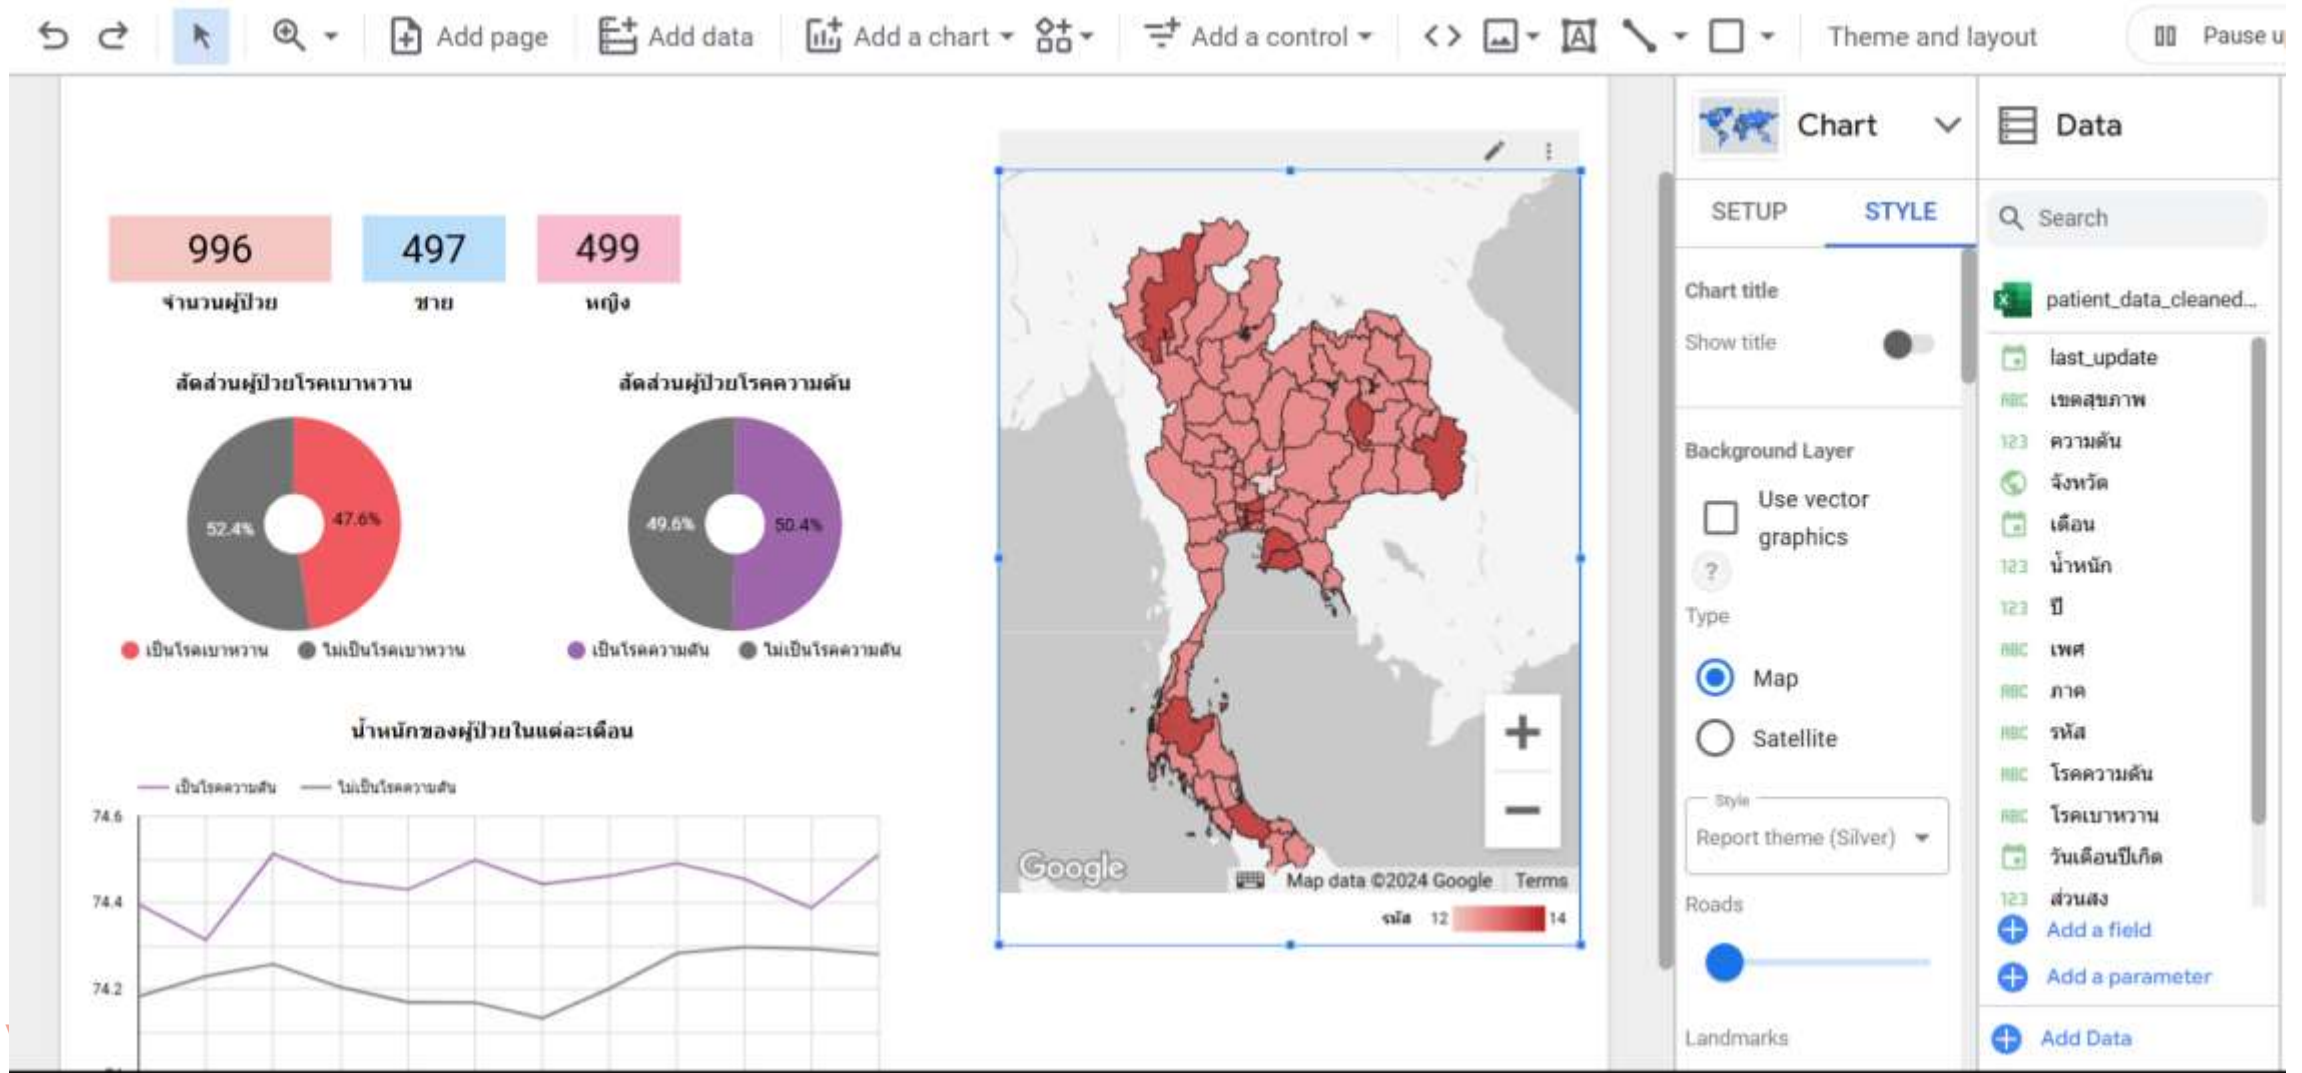 Add page
Add data
Add a chart
Add a control
Theme and layout
Pause u
996
497
499
จำนวนผู้ป่วย
ชาย
หญิง
สัดส่วนผู้ป่วยโรคเบาหวาน
สัดส่วนผู้ป่วยโรคความดัน
52.4%
47.6%
49.6%
50.4%
เป็นโรคเบาหวาน
ไม่เป็นโรคเบาหวาน
เป็นโรคความดัน
ไม่เป็นโรคความดัน
น้ำหนักของผู้ป่วยในแต่ละเดือน
เป็นโรคความดัน
ไม่เป็นโรคความดัน
74.6
74.4
74.2
Google
Map data ©2024 Google
Terms
รหัส 12 14
Chart
SETUP
STYLE
Chart title
Show title
Background Layer
Use vector
graphics
?
Type
Map
Satellite
Style
Report theme (Silver)
Roads
Landmarks
Data
Search
patient_data_cleaned...
last_update
ABC เขตสุขภาพ
123 ความดัน
จังหวัด
เดือน
123 น้ำหนัก
123 ปี
ABC เพศ
ABC ภาค
ABC รหัส
ABC โรคความดัน
ABC โรคเบาหวาน
วันเดือนปีเกิด
123 ส่วนสูง
Add a field
Add a parameter
Add Data